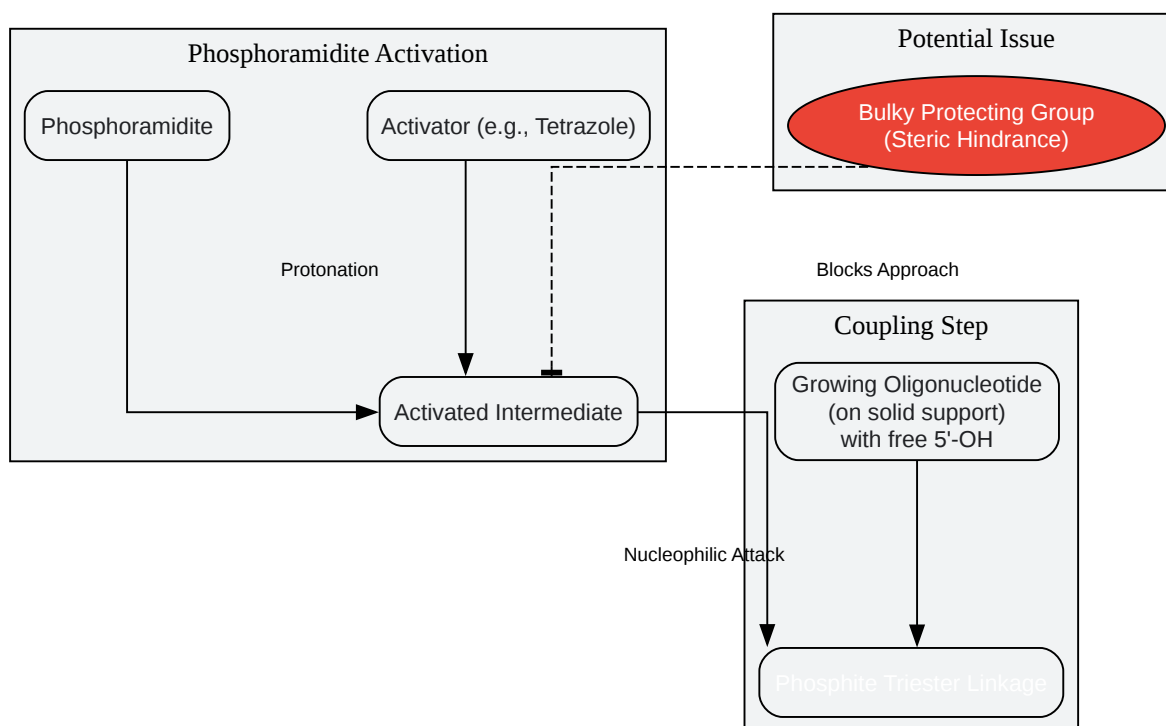 Phosphoramidite Activation
Potential Issue
Phosphoramidite
Activator (e.g., Tetrazole)
Bulky Protecting Group
(Steric Hindrance)
Protonation
Blocks Approach
Coupling Step
Activated Intermediate
Growing Oligonucleotide
(on solid support)
with free 5'-OH
Nucleophilic Attack
Phosphite Triester Linkage